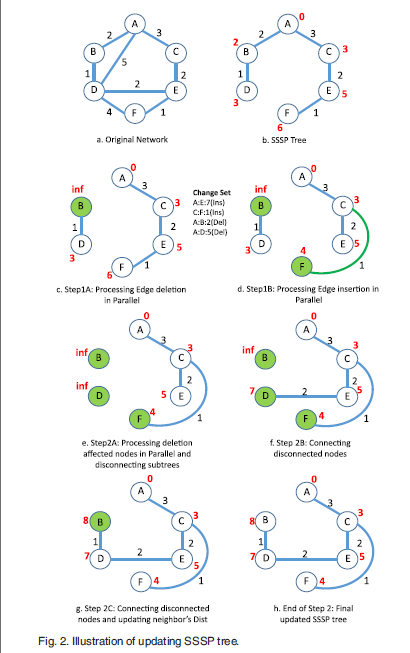 A
0
2
3
B
C
5
1
2
D
2
E
4
F
1
a. Original Network
A
0
2
3
2
B
C
3
1
2
D
E
5
3
F
1
6
b. SSSP Tree
0
A
inf
3
B
C
3
1
2
D
E
5
3
F
1
6
c. Step1A: Processing Edge deletion
in Parallel
Change Set
A:E:7(Ins)
C:F:1(Ins)
A:B:2(Del)
A:D:5(Del)
0
A
inf
3
B
C
3
1
2
D
E
5
3
4
F
1
d. Step1B: Processing Edge insertion in
Parallel
0
A
3
3
inf
B
C
inf
2
D
5
E
F
4
1
e. Step2A: Processing deletion
affected nodes in Parallel and
disconnecting subtrees
0
A
3
3
inf
B
C
2
7
D
2
E
5
F
4
1
f. Step 2B: Connecting
disconnected nodes
0
A
3
3
8
B
C
1
2
2
7
D
E
5
F
4
1
g. Step 2C: Connecting disconnected
nodes and updating neighbor's Dist
0
A
3
3
8
B
C
1
2
2
7
D
E
5
F
4
1
h. End of Step 2: Final
updated SSSP tree
Fig. 2. Illustration of updating SSSP tree.